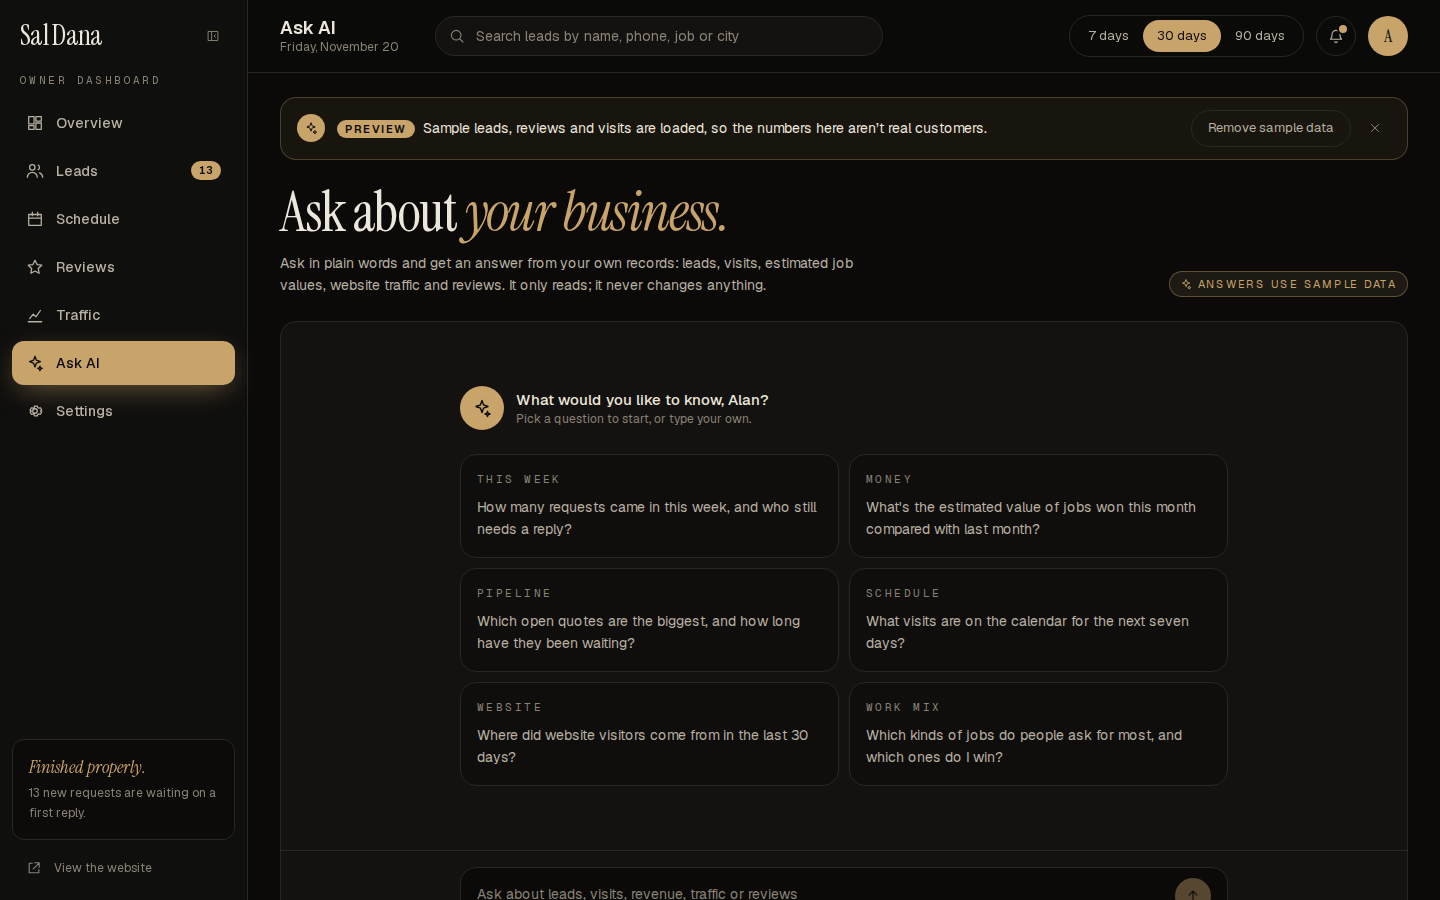 SalDana
OWNER DASHBOARD
Overview
Leads
13
Schedule
Reviews
Traffic
Ask AI
Settings
Finished properly.
13 new requests are waiting on a
first reply.
View the website
Ask AI
Friday, November 20
Search leads by name, phone, job or city
7 days
30 days
90 days
A
PREVIEW
Sample leads, reviews and visits are loaded, so the numbers here aren't real customers.
Remove sample data
Ask about your business.
Ask in plain words and get an answer from your own records: leads, visits, estimated job
values, website traffic and reviews. It only reads; it never changes anything.
ANSWERS USE SAMPLE DATA
What would you like to know, Alan?
Pick a question to start, or type your own.
THIS WEEK
How many requests came in this week, and who still
needs a reply?
MONEY
What's the estimated value of jobs won this month
compared with last month?
PIPELINE
Which open quotes are the biggest, and how long
have they been waiting?
SCHEDULE
What visits are on the calendar for the next seven
days?
WEBSITE
Where did website visitors come from in the last 30
days?
WORK MIX
Which kinds of jobs do people ask for most, and
which ones do I win?
Ask about leads, visits, revenue, traffic or reviews